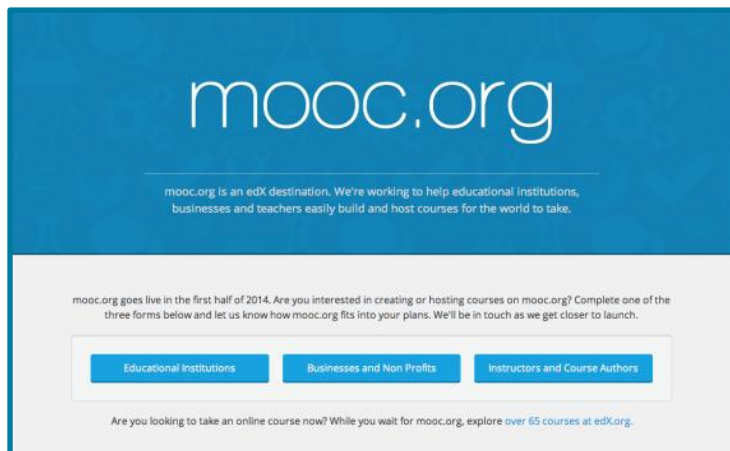 mooc.org
mooc.org is an edX destination. We're working to help educational institutions,
businesses and teachers easily build and host courses for the world to take.
mooc.org goes live in the first half of 2014. Are you interested in creating or hosting courses on mooc.org? Complete one of the
three forms below and let us know how mooc.org fits into your plans. We'll be in touch as we get closer to launch.
Educational Institutions Businesses and Non Profits Instructors and Course Authors
Are you looking to take an online course now? While you wait for mooc.org, explore over 65 courses at edX.org.